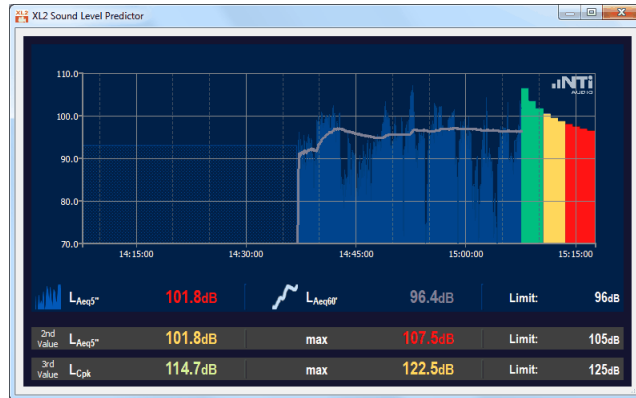 XL2 Sound Level Predictor
110.0
NTi
AUDIO
100.0
90.0
80.0
70.0
14:15:00 14:30:00 14:45:00 15:00:00 15:15:00
LAeq5" 101.8dB LAeq60' 96.4dB Limit: 96dB
2nd Value LAeq5" 101.8dB max 107.5dB Limit: 105dB
3rd Value LCpk 114.7dB max 122.5dB Limit: 125dB